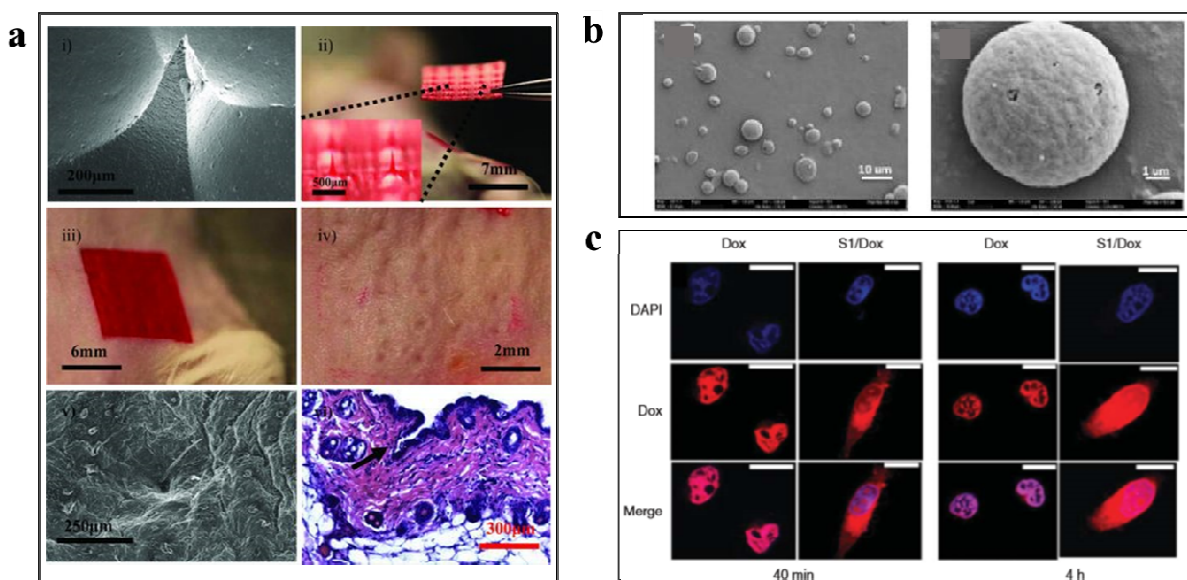 a
i)
200μm
ii)
500μm
7mm
iii)
6mm
iv)
2mm
v)
250μm
vi)
300μm
b
10 um
1 um
c
Dox S1/Dox Dox S1/Dox
DAPI
Dox
Merge
40 min 4 h